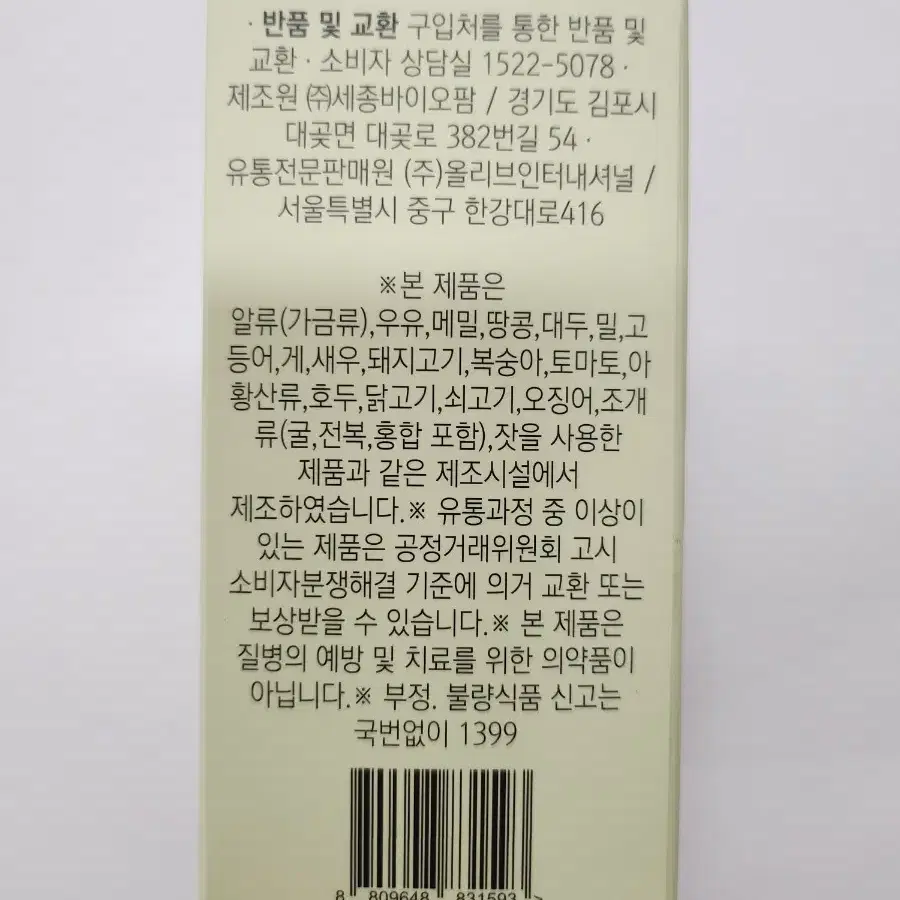 · 반품 및 교환 구입처를 통한 반품 및
교환 · 소비자 상담실 1522-5078 ·
제조원 ㈜세종바이오팜 / 경기도 김포시
대곶면 대곶로 382번길 54 ·
유통전문판매원 (주)올리브인터내셔널 /
서울특별시 중구 한강대로416
※본 제품은
알류(가금류),우유,메밀,땅콩,대두,밀,고
등어,게,새우,돼지고기,복숭아,토마토,아
황산류,호두,닭고기,쇠고기,오징어,조개
류(굴,전복,홍합 포함),잣을 사용한
제품과 같은 제조시설에서
제조하였습니다.※ 유통과정 중 이상이
있는 제품은 공정거래위원회 고시
소비자분쟁해결 기준에 의거 교환 또는
보상받을 수 있습니다.※ 본 제품은
질병의 예방 및 치료를 위한 의약품이
아닙니다.※ 부정. 불량식품 신고는
국번없이 1399
8 809648 831593 >